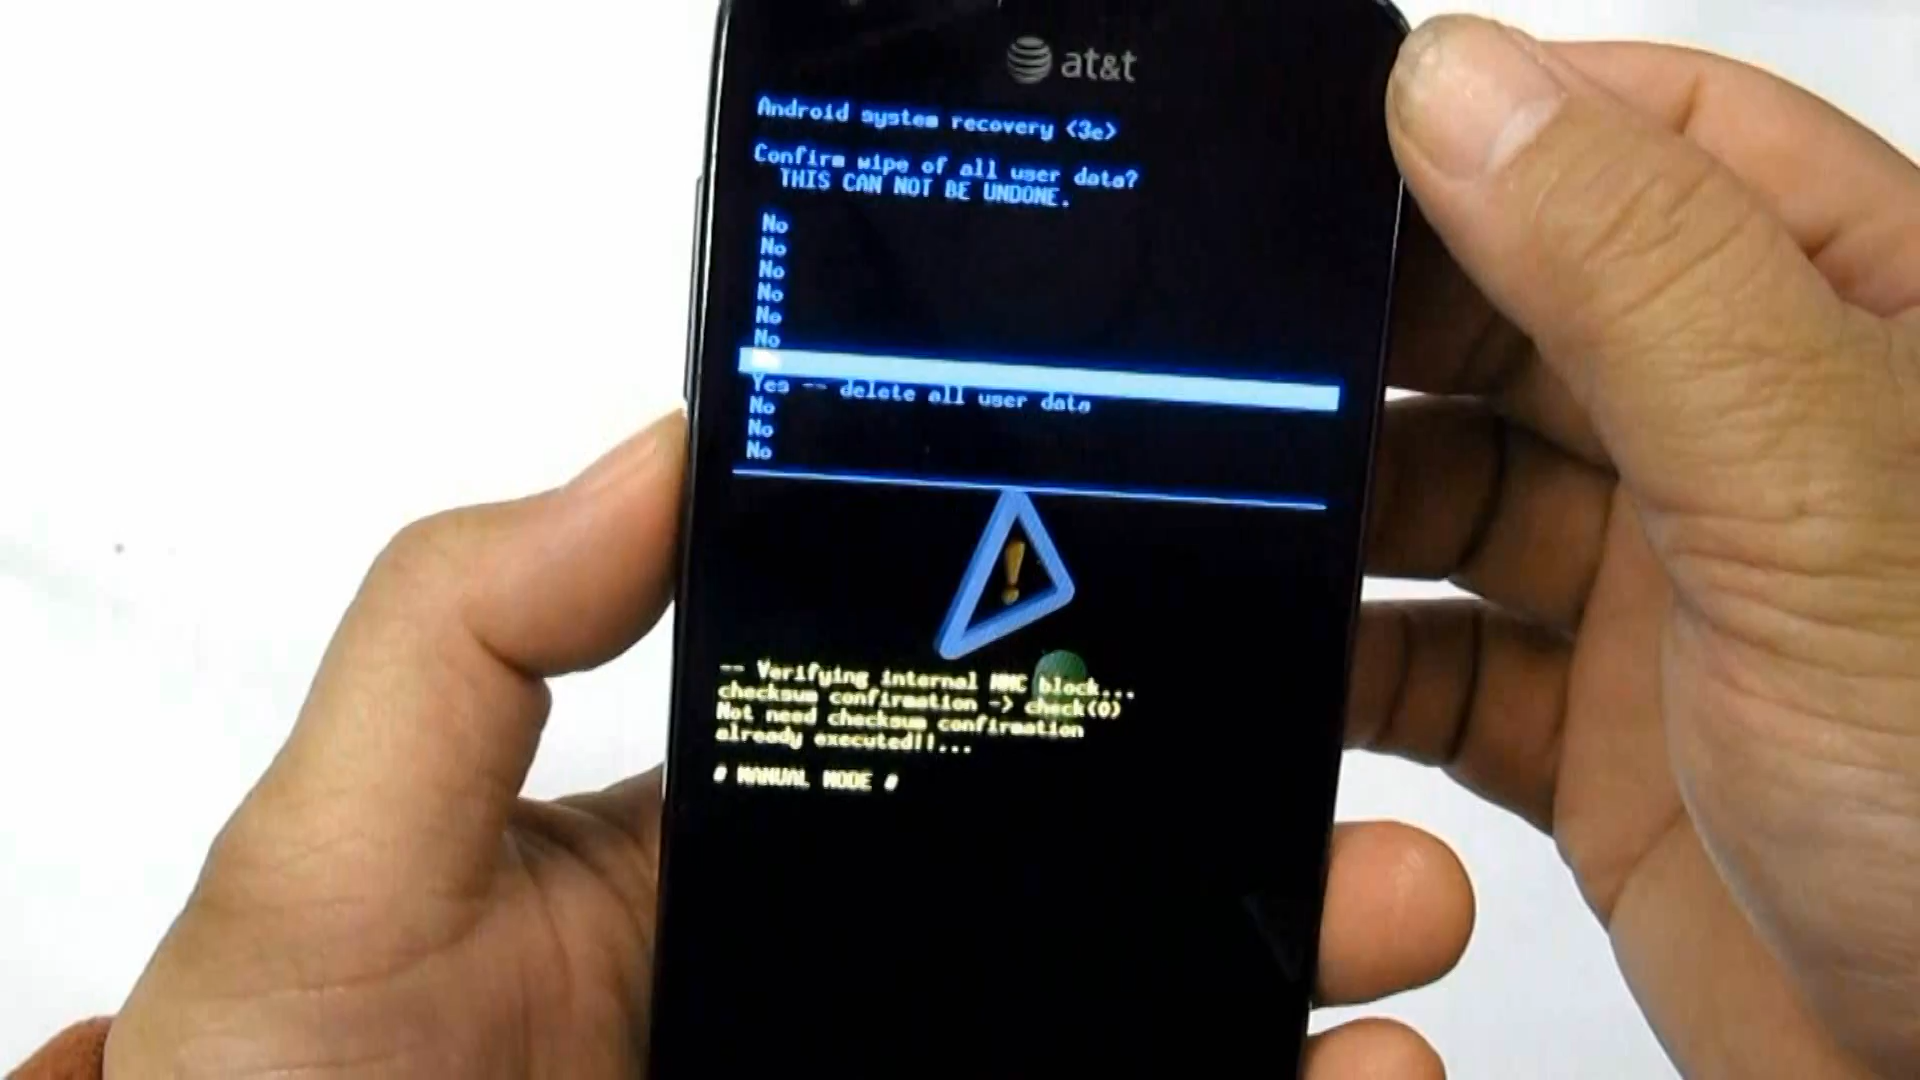 at&t
Android system recovery <3e>
Confirm wipe of all user data?
THIS CAN NOT BE UNDONE.
No
No
No
No
No
No
No
Yes -- delete all user data
No
No
No
-- Verifying internal MMC block...
checksum confirmation -> check(0)
Not need checksum confirmation
already executed!!...
# MANUAL MODE #